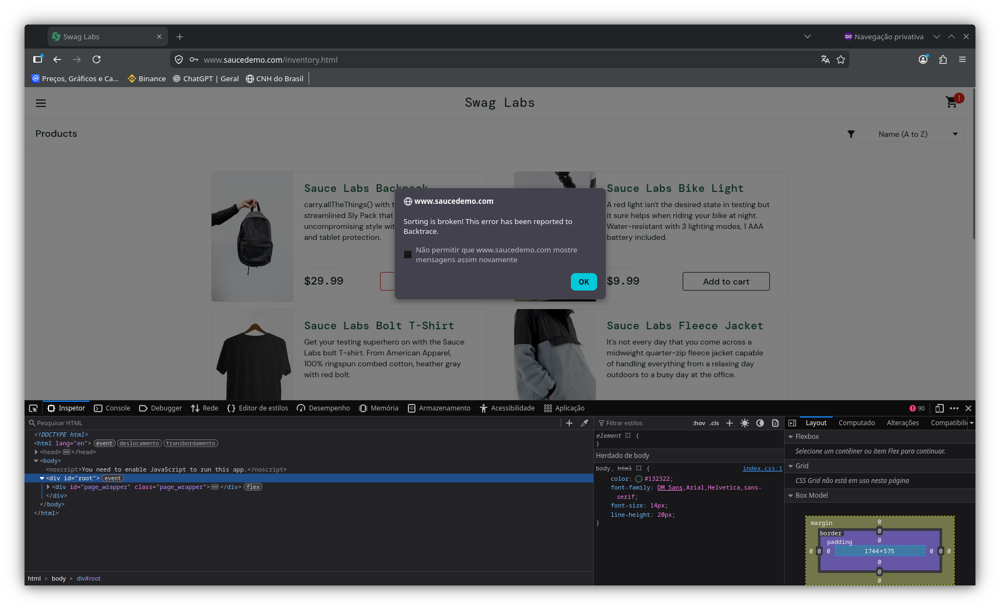 Swag Labs
Navegação privativa
www.saucedemo.com/inventory.html
Preços, Gráficos e Ca... Binance ChatGPT | Geral CNH do Brasil
Swag Labs
1
Products
Name (A to Z)
Sauce Labs Backpack
carry.allTheThings() with t
streamlined Sly Pack that
uncompromising style wit
and tablet protection.
$29.99
Sauce Labs Bike Light
A red light isn't the desired state in testing but
it sure helps when riding your bike at night.
Water-resistant with 3 lighting modes, 1 AAA
battery included.
$9.99
Add to cart
www.saucedemo.com
Sorting is broken! This error has been reported to
Backtrace.
Não permitir que www.saucedemo.com mostre
mensagens assim novamente
OK
Sauce Labs Bolt T-Shirt
Get your testing superhero on with the Sauce
Labs bolt T-shirt. From American Apparel,
100% ringspun combed cotton, heather gray
with red bolt.
Sauce Labs Fleece Jacket
It's not every day that you come across a
midweight quarter-zip fleece jacket capable
of handling everything from a relaxing day
outdoors to a busy day at the office.
Inspetor Console Debugger Rede Editor de estilos Desempenho Memória Armazenamento Acessibilidade Aplicação 90
Pesquisar HTML
<!DOCTYPE html>
<html lang="en"> event deslocamento transbordamento
<head> </head>
<body>
<noscript>You need to enable JavaScript to run this app.</noscript>
<div id="root"> event
<div id="page_wrapper" class="page_wrapper"> </div> flex
</div>
</body>
</html>
html › body › div#root
Filtrar estilos :hov .cls
element {
}
Herdado de body
body, html { index.css:1
color: #132322;
font-family: DM Sans,Arial,Helvetica,sans-
serif;
font-size: 14px;
line-height: 20px;
}
Layout Computado Alterações Compatibili
Flexbox
Selecione um contêiner ou item Flex para continuar.
Grid
CSS Grid não está em uso nesta página
Box Model
margin 0
border 0
padding 0
0 0 0 1744×575 0 0 0
0
0
0